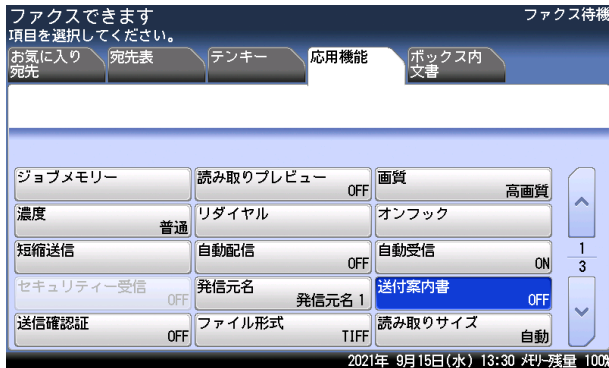 ファクスできます
ファクス待機
項目を選択してください。
お気に入り
宛先
宛先表
テンキー
応用機能
ボックス内
文書
ジョブメモリー
読み取りプレビュー
OFF
画質
高画質
濃度
普通
リダイヤル
オンフック
短縮送信
自動配信
OFF
自動受信
ON
1
3
セキュリティー受信
OFF
発信元名
発信元名 1
送付案内書
OFF
送信確認証
OFF
ファイル形式
TIFF
読み取りサイズ
自動
2021年 9月15日(水) 13:30 メモリー残量 100%